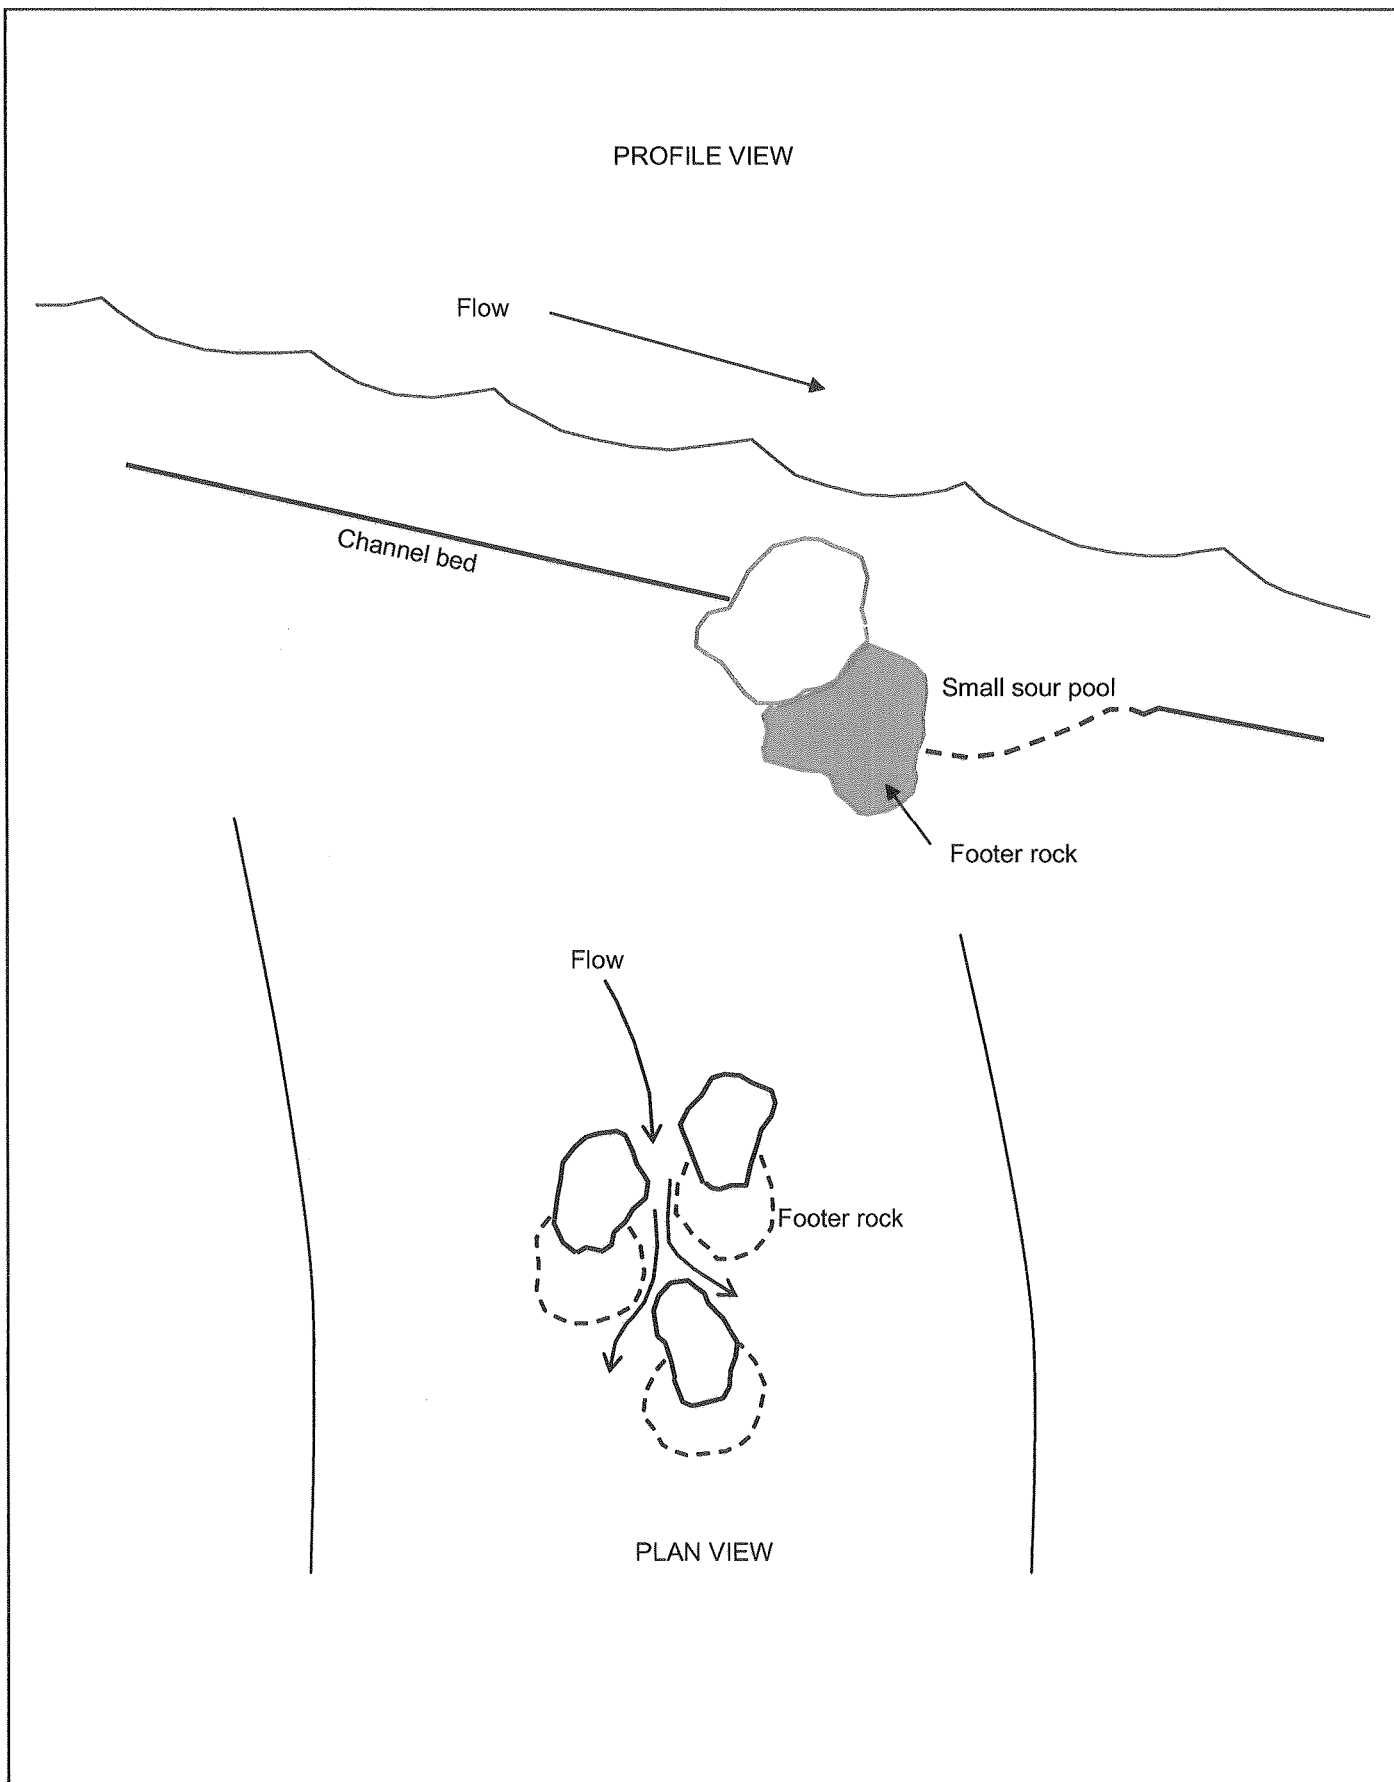 PROFILE VIEW
Flow
Channel bed
Small sour pool
Footer rock
Flow
Footer rock
PLAN VIEW